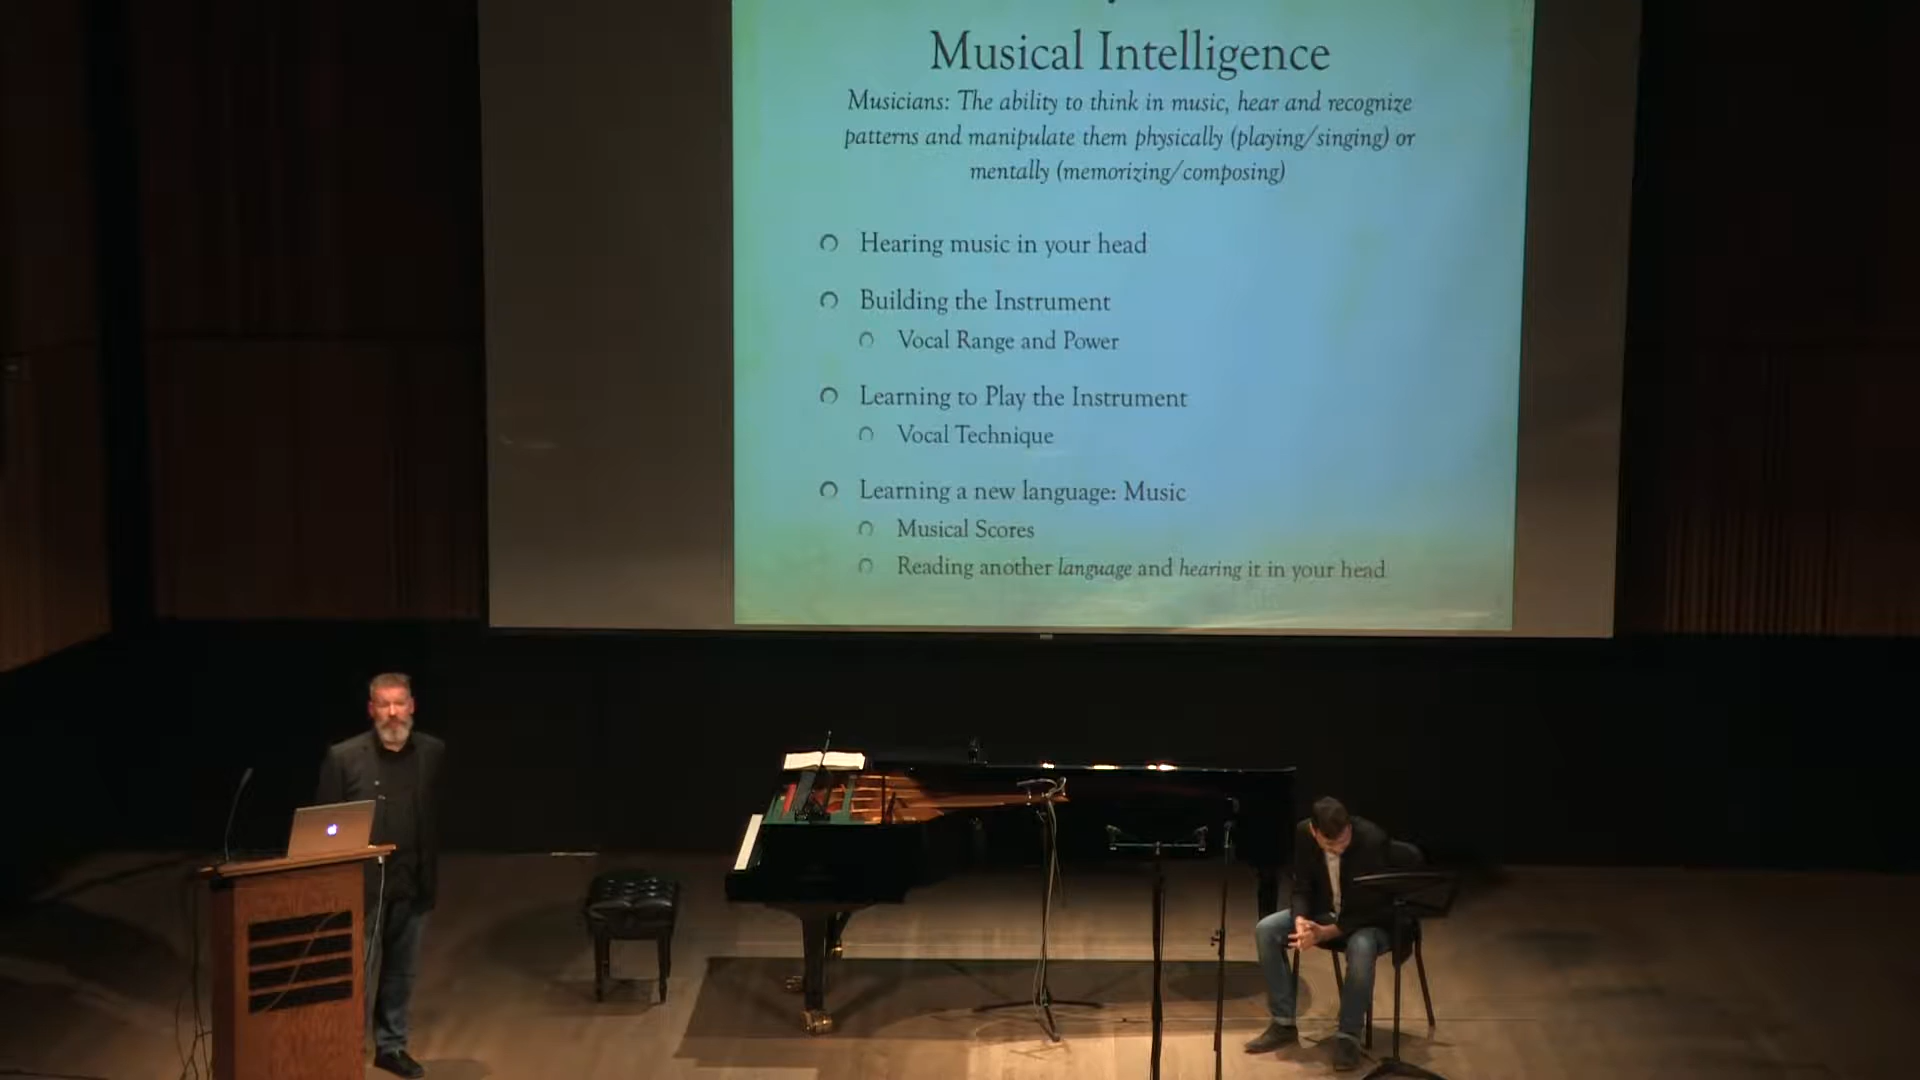 Musical Intelligence
Musicians: The ability to think in music, hear and recognize
patterns and manipulate them physically (playing/singing) or
mentally (memorizing/composing)
Hearing music in your head
Building the Instrument
Vocal Range and Power
Learning to Play the Instrument
Vocal Technique
Learning a new language: Music
Musical Scores
Reading another language and hearing it in your head